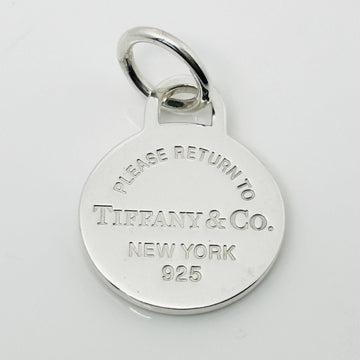 PLEASE RETURN TO
TIFFANY & CO.
NEW YORK
925